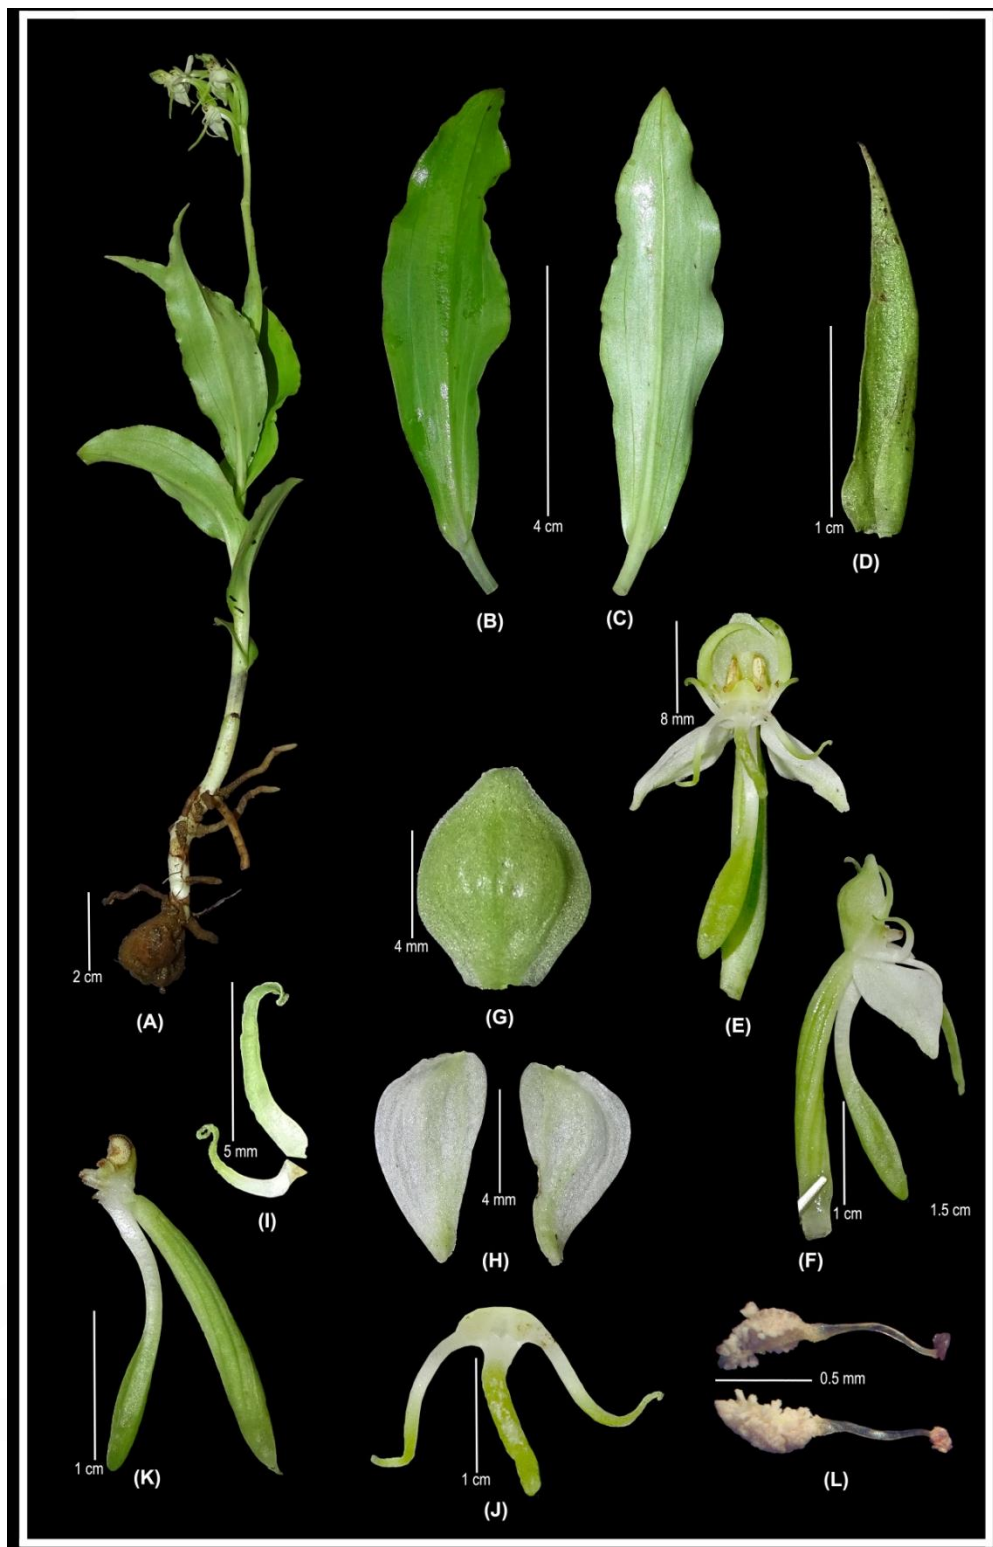 4 cm
1 cm
(D)
(B)
(C)
8 mm
4 mm
2 cm
(A)
(G)
(E)
5 mm
4 mm
(I)
1 cm
1.5 cm
(H)
(F)
0.5 mm
1 cm
(K)
1 cm
(L)
(J)